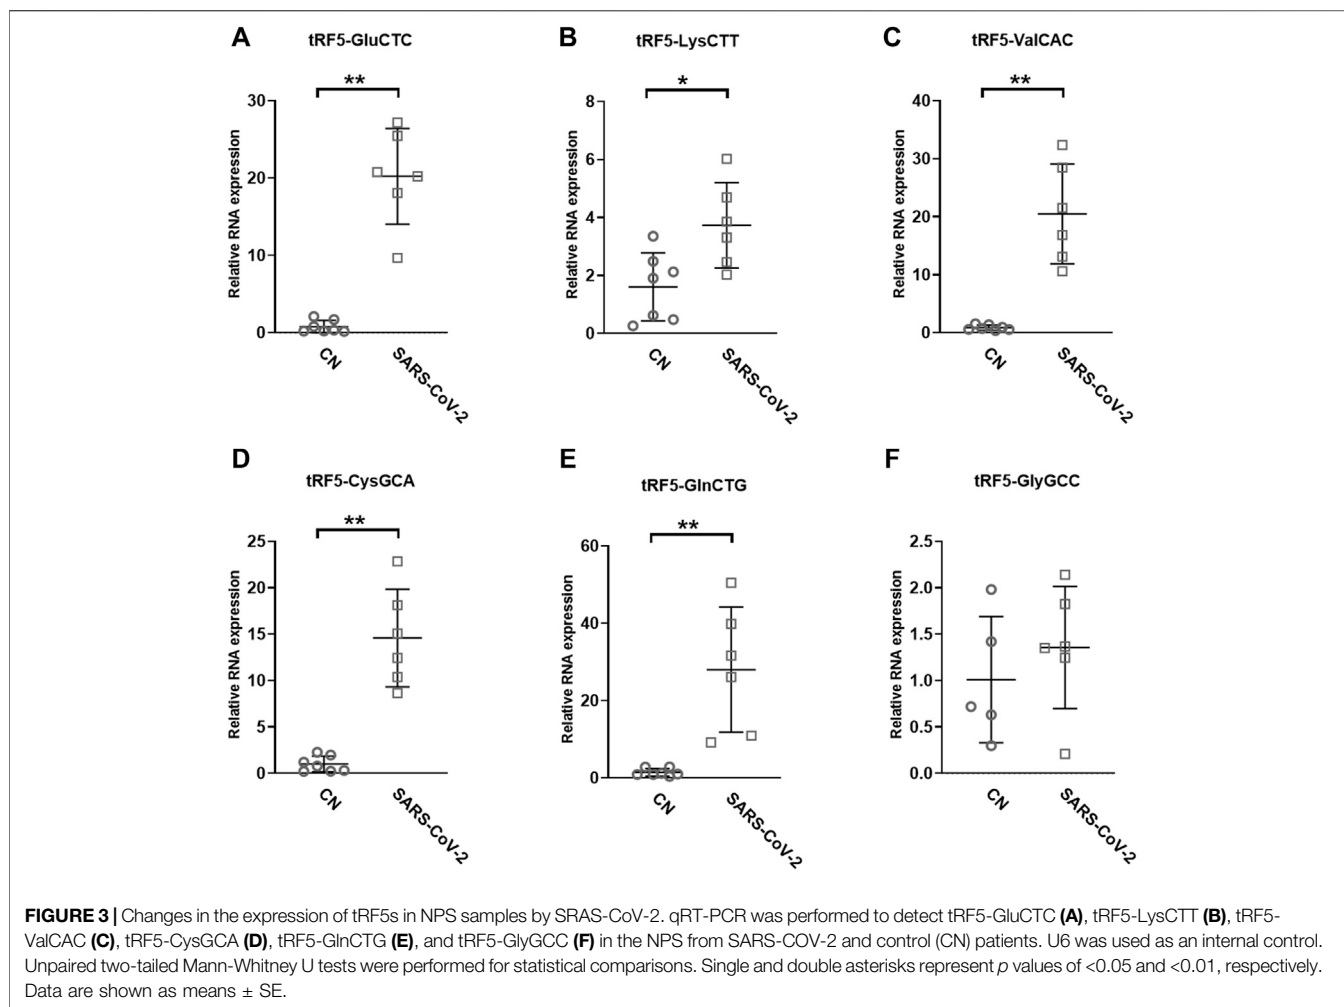 A
tRF5-GluCTC
**
Relative RNA expression
30
20
10
0
CN
SARS-CoV-2
B
tRF5-LysCTT
*
Relative RNA expression
8
6
4
2
0
CN
SARS-CoV-2
C
tRF5-ValCAC
**
Relative RNA expression
40
30
20
10
0
CN
SARS-CoV-2
D
tRF5-CysGCA
**
Relative RNA expression
25
20
15
10
5
0
CN
SARS-CoV-2
E
tRF5-GlnCTG
**
Relative RNA expression
60
40
20
0
CN
SARS-CoV-2
F
tRF5-GlyGCC
Relative RNA expression
2.5
2.0
1.5
1.0
0.5
0.0
CN
SARS-CoV-2
FIGURE 3 | Changes in the expression of tRF5s in NPS samples by SRAS-CoV-2. qRT-PCR was performed to detect tRF5-GluCTC (A), tRF5-LysCTT (B), tRF5-
ValCAC (C), tRF5-CysGCA (D), tRF5-GlnCTG (E), and tRF5-GlyGCC (F) in the NPS from SARS-COV-2 and control (CN) patients. U6 was used as an internal control.
Unpaired two-tailed Mann-Whitney U tests were performed for statistical comparisons. Single and double asterisks represent p values of <0.05 and <0.01, respectively.
Data are shown as means ± SE.